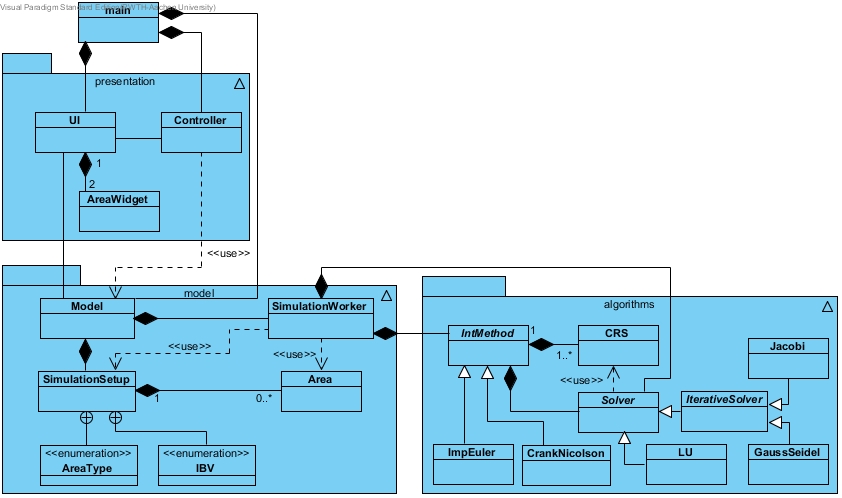 Visual Paradigm Standard Edition(RWTH-Aachen University)
main
presentation
UI
Controller
1
2
AreaWidget
<<use>>
model
algorithms
Model
SimulationWorker
IntMethod
1
CRS
1..*
<<use>>
<<use>>
<<use>>
Jacobi
SimulationSetup
1
0..*
Area
Solver
IterativeSolver
<<enumeration>>
AreaType
<<enumeration>>
IBV
ImpEuler
CrankNicolson
LU
GaussSeidel